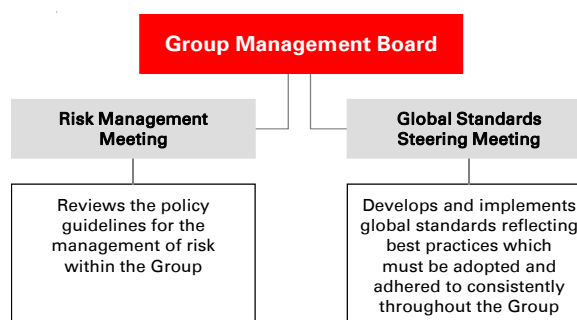 Group Management Board
Risk Management
Meeting
Global Standards
Steering Meeting
Reviews the policy
guidelines for the
management of risk
within the Group
Develops and implements
global standards reflecting
best practices which
must be adopted and
adhered to consistently
throughout the Group